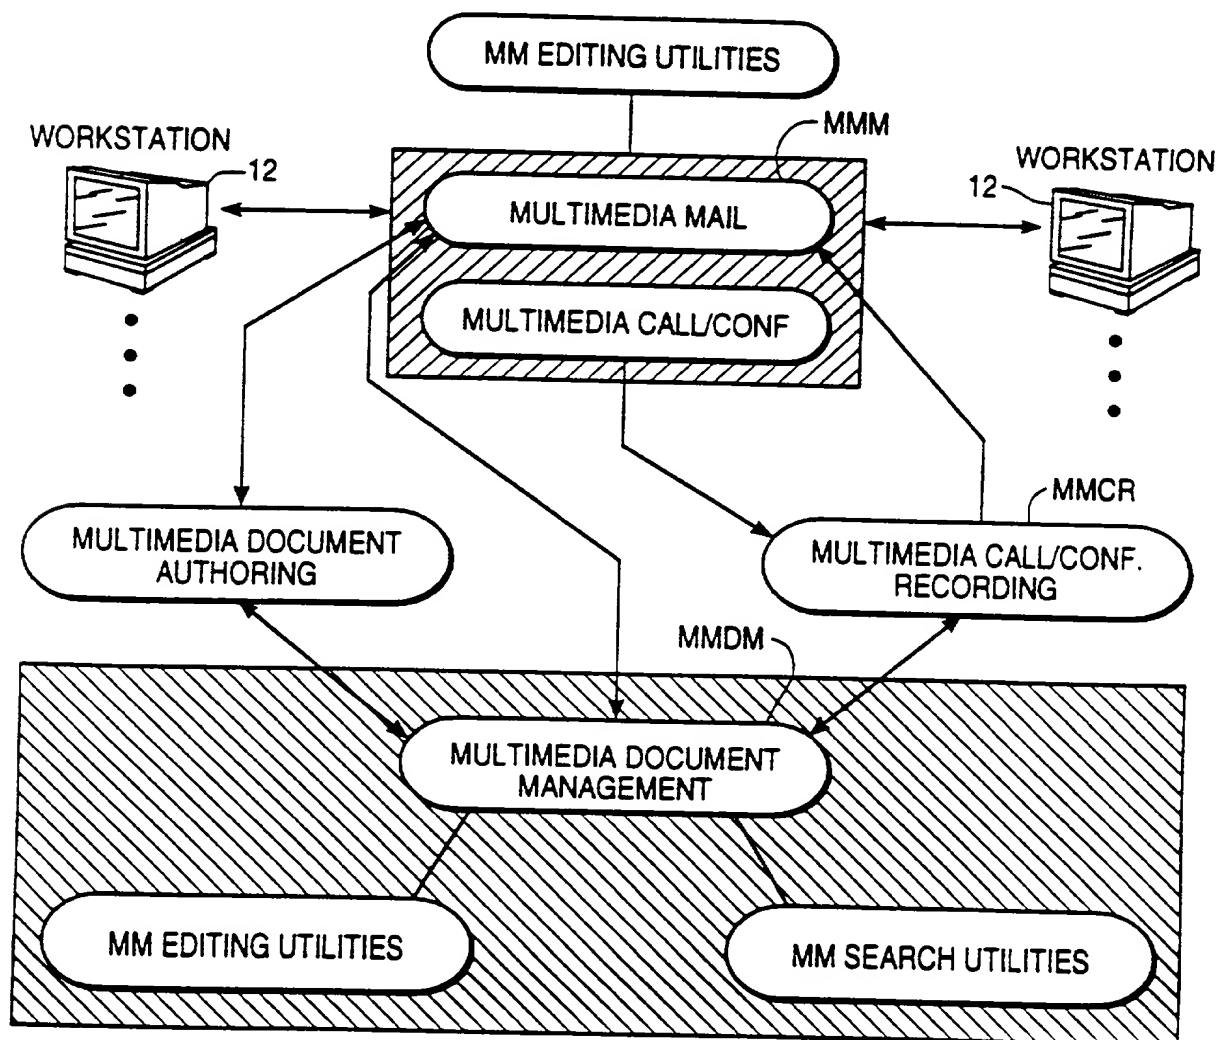 MM EDITING UTILITIES
MMM
WORKSTATION
12
WORKSTATION
12
MULTIMEDIA MAIL
MULTIMEDIA CALL/CONF
MMCR
MULTIMEDIA DOCUMENT
AUTHORING
MULTIMEDIA CALL/CONF.
RECORDING
MMDM
MULTIMEDIA DOCUMENT
MANAGEMENT
MM EDITING UTILITIES
MM SEARCH UTILITIES